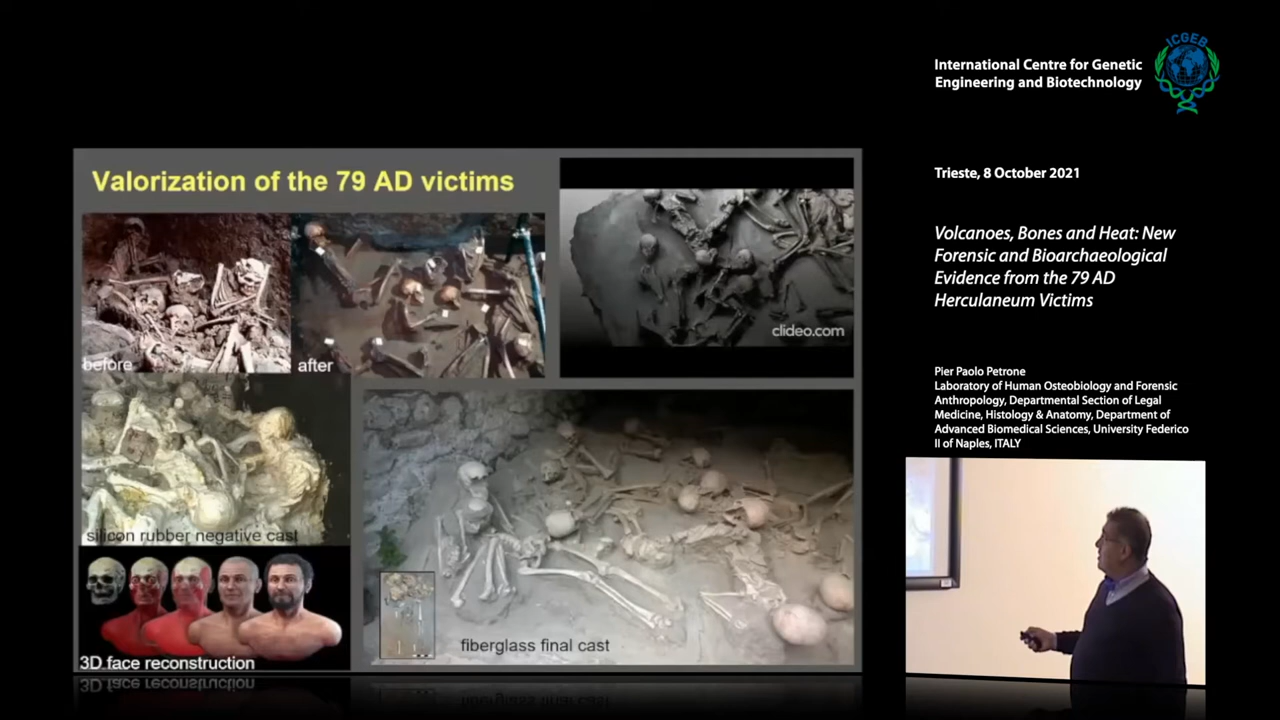 ICGEB
International Centre for Genetic
Engineering and Biotechnology
Trieste, 8 October 2021
Volcanoes, Bones and Heat: New
Forensic and Bioarchaeological
Evidence from the 79 AD
Herculaneum Victims
Pier Paolo Petrone
Laboratory of Human Osteobiology and Forensic
Anthropology, Departmental Section of Legal
Medicine, Histology & Anatomy, Department of
Advanced Biomedical Sciences, University Federico
II of Naples, ITALY
Valorization of the 79 AD victims
before
after
clideo.com
silicon rubber negative cast
fiberglass final cast
3D face reconstruction